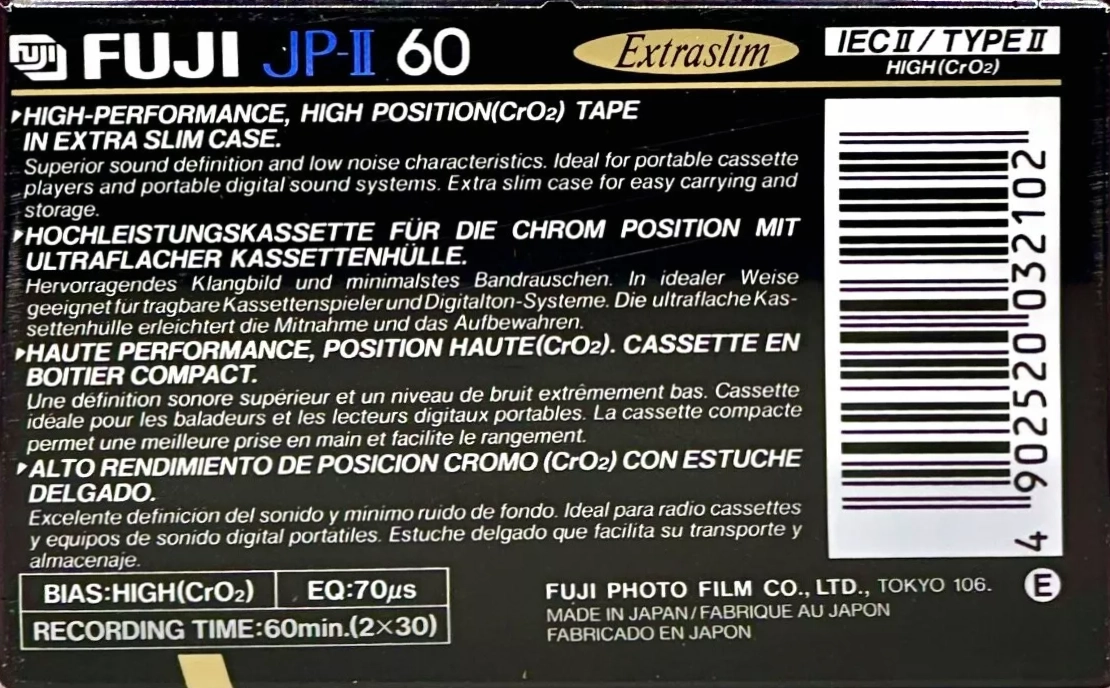 FUJI FUJI JP-II 60 Extraslim IEC II / TYPE II
HIGH (CrO₂)
HIGH-PERFORMANCE, HIGH POSITION(CrO₂) TAPE
IN EXTRA SLIM CASE.
Superior sound definition and low noise characteristics. Ideal for portable cassette
players and portable digital sound systems. Extra slim case for easy carrying and
storage.
HOCHLEISTUNGSKASSETTE FÜR DIE CHROM POSITION MIT
ULTRAFLACHER KASSETTENHÜLLE.
Hervorragendes Klangbild und minimalstes Bandrauschen. In idealer Weise
geeignet für tragbare Kassettenspieler und Digitalton-Systeme. Die ultraflache Kas-
settenhülle erleichtert die Mitnahme und das Aufbewahren.
HAUTE PERFORMANCE, POSITION HAUTE(CrO₂). CASSETTE EN
BOITIER COMPACT.
Une définition sonore supérieur et un niveau de bruit extrêmement bas. Cassette
idéale pour les baladeurs et les lecteurs digitaux portables. La cassette compacte
permet une meilleure prise en main et facilite le rangement.
ALTO RENDIMIENTO DE POSICION CROMO (CrO₂) CON ESTUCHE
DELGADO.
Excelente definición del sonido y minimo ruido de fondo. Ideal para radio cassettes
y equipos de sonido digital portatiles. Estuche delgado que facilita su transporte y
almacenaje.
BIAS:HIGH(CrO₂) EQ:70μs
RECORDING TIME:60min.(2×30)
FUJI PHOTO FILM CO., LTD., TOKYO 106.
MADE IN JAPAN / FABRIQUE AU JAPON
FABRICADO EN JAPON
E
4 902520 032102